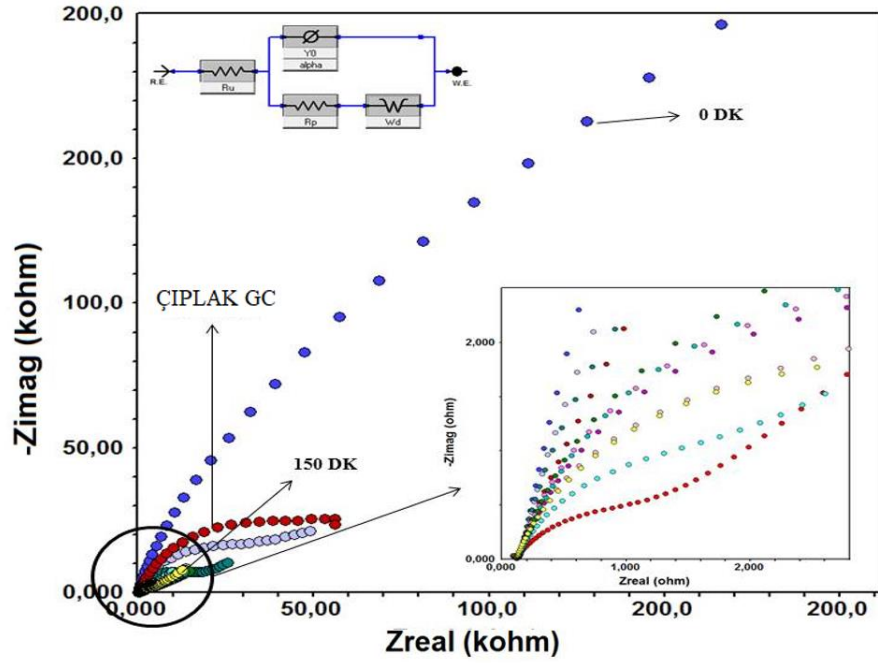 200,0
200,0
100,0
50,00
0,000
-Zimag (kohm)
R.E.
Ru
Y0
alpha
Rp
Wd
W.E.
0 DK
ÇIPLAK GC
150 DK
2,000
0,000
-Zimag (ohm)
0,000
1,000
2,000
Zreal (ohm)
0,000
50,00
100,0
200,0
200,0
Zreal (kohm)